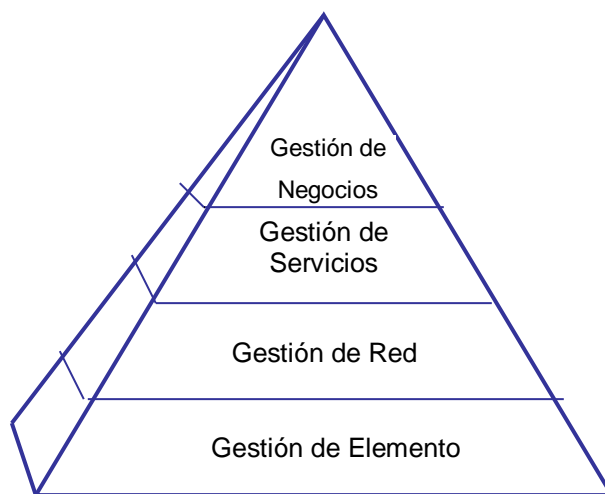 Gestión de
Negocios
Gestión de
Servicios
Gestión de Red
Gestión de Elemento